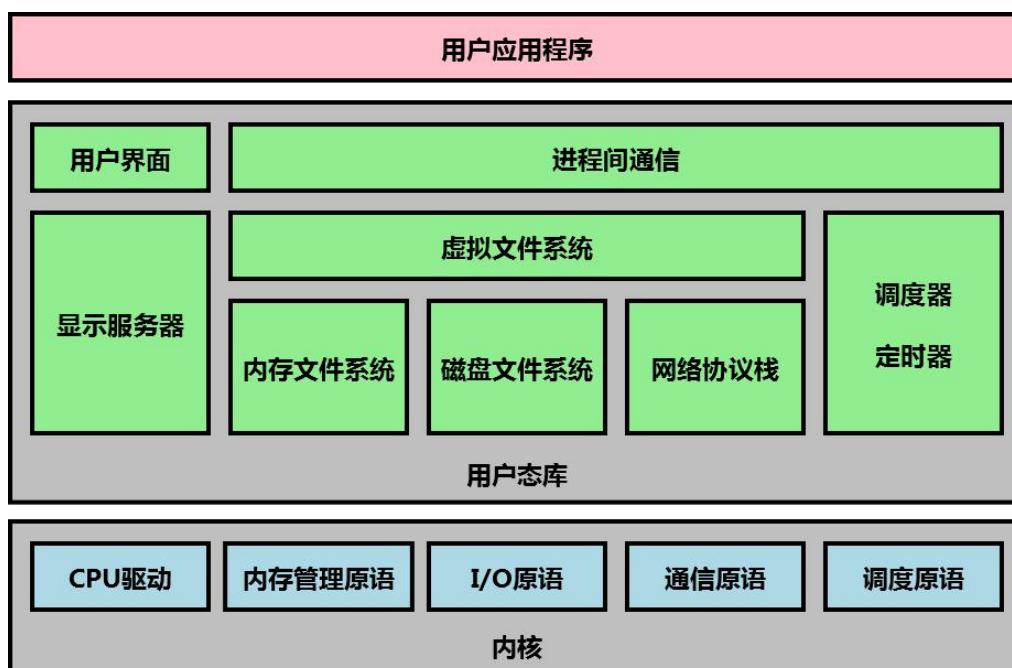 用户应用程序
用户界面
进程间通信
显示服务器
虚拟文件系统
调度器
定时器
内存文件系统
磁盘文件系统
网络协议栈
用户态库
CPU驱动
内存管理原语
I/O原语
通信原语
调度原语
内核